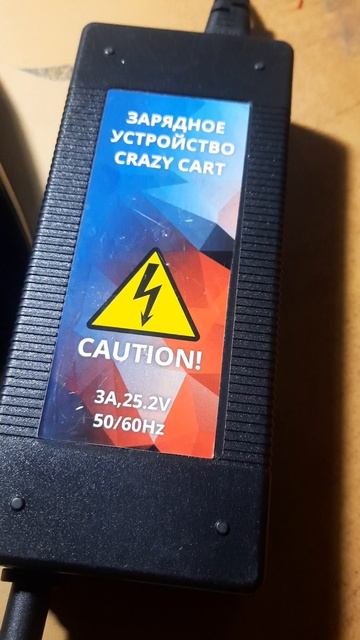 ЗАРЯДНОЕ
УСТРОЙСТВО
CRAZY CART
CAUTION!
3A,25.2V
50/60Hz